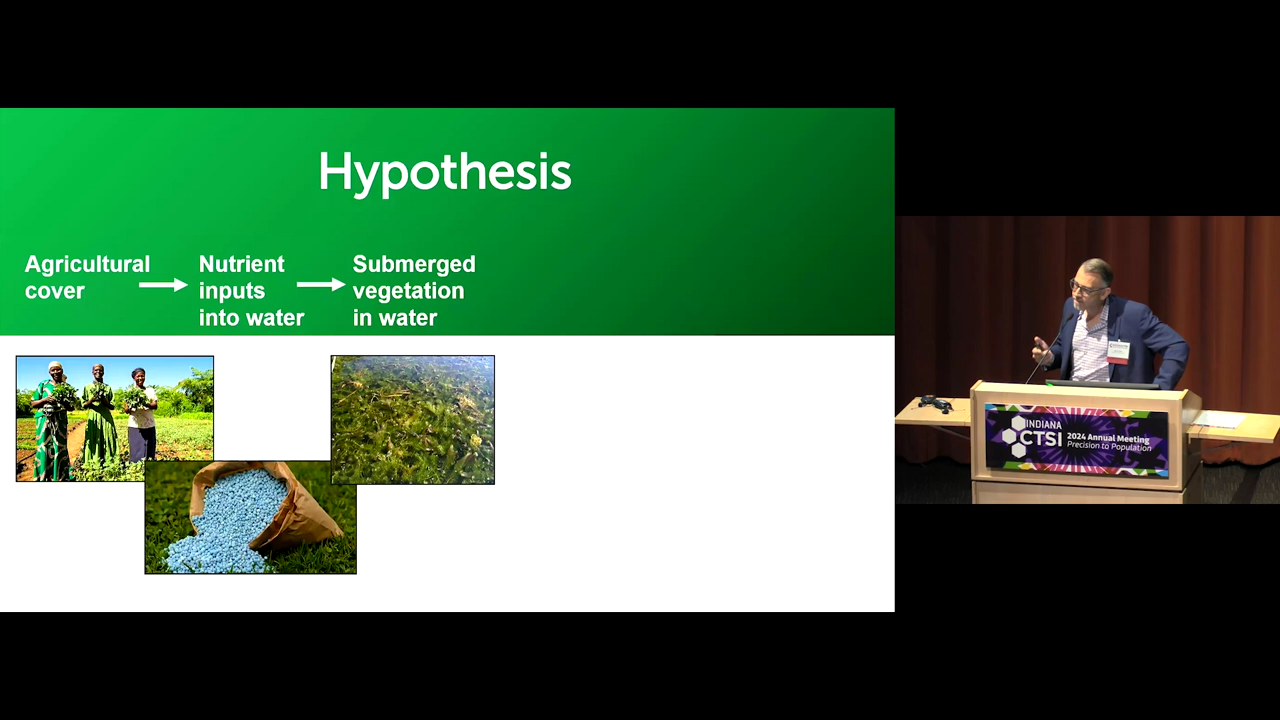 Hypothesis
Agricultural
cover
Nutrient
inputs
into water
Submerged
vegetation
in water
INDIANA
CTSI
2024 Annual Meeting
Precision to Population